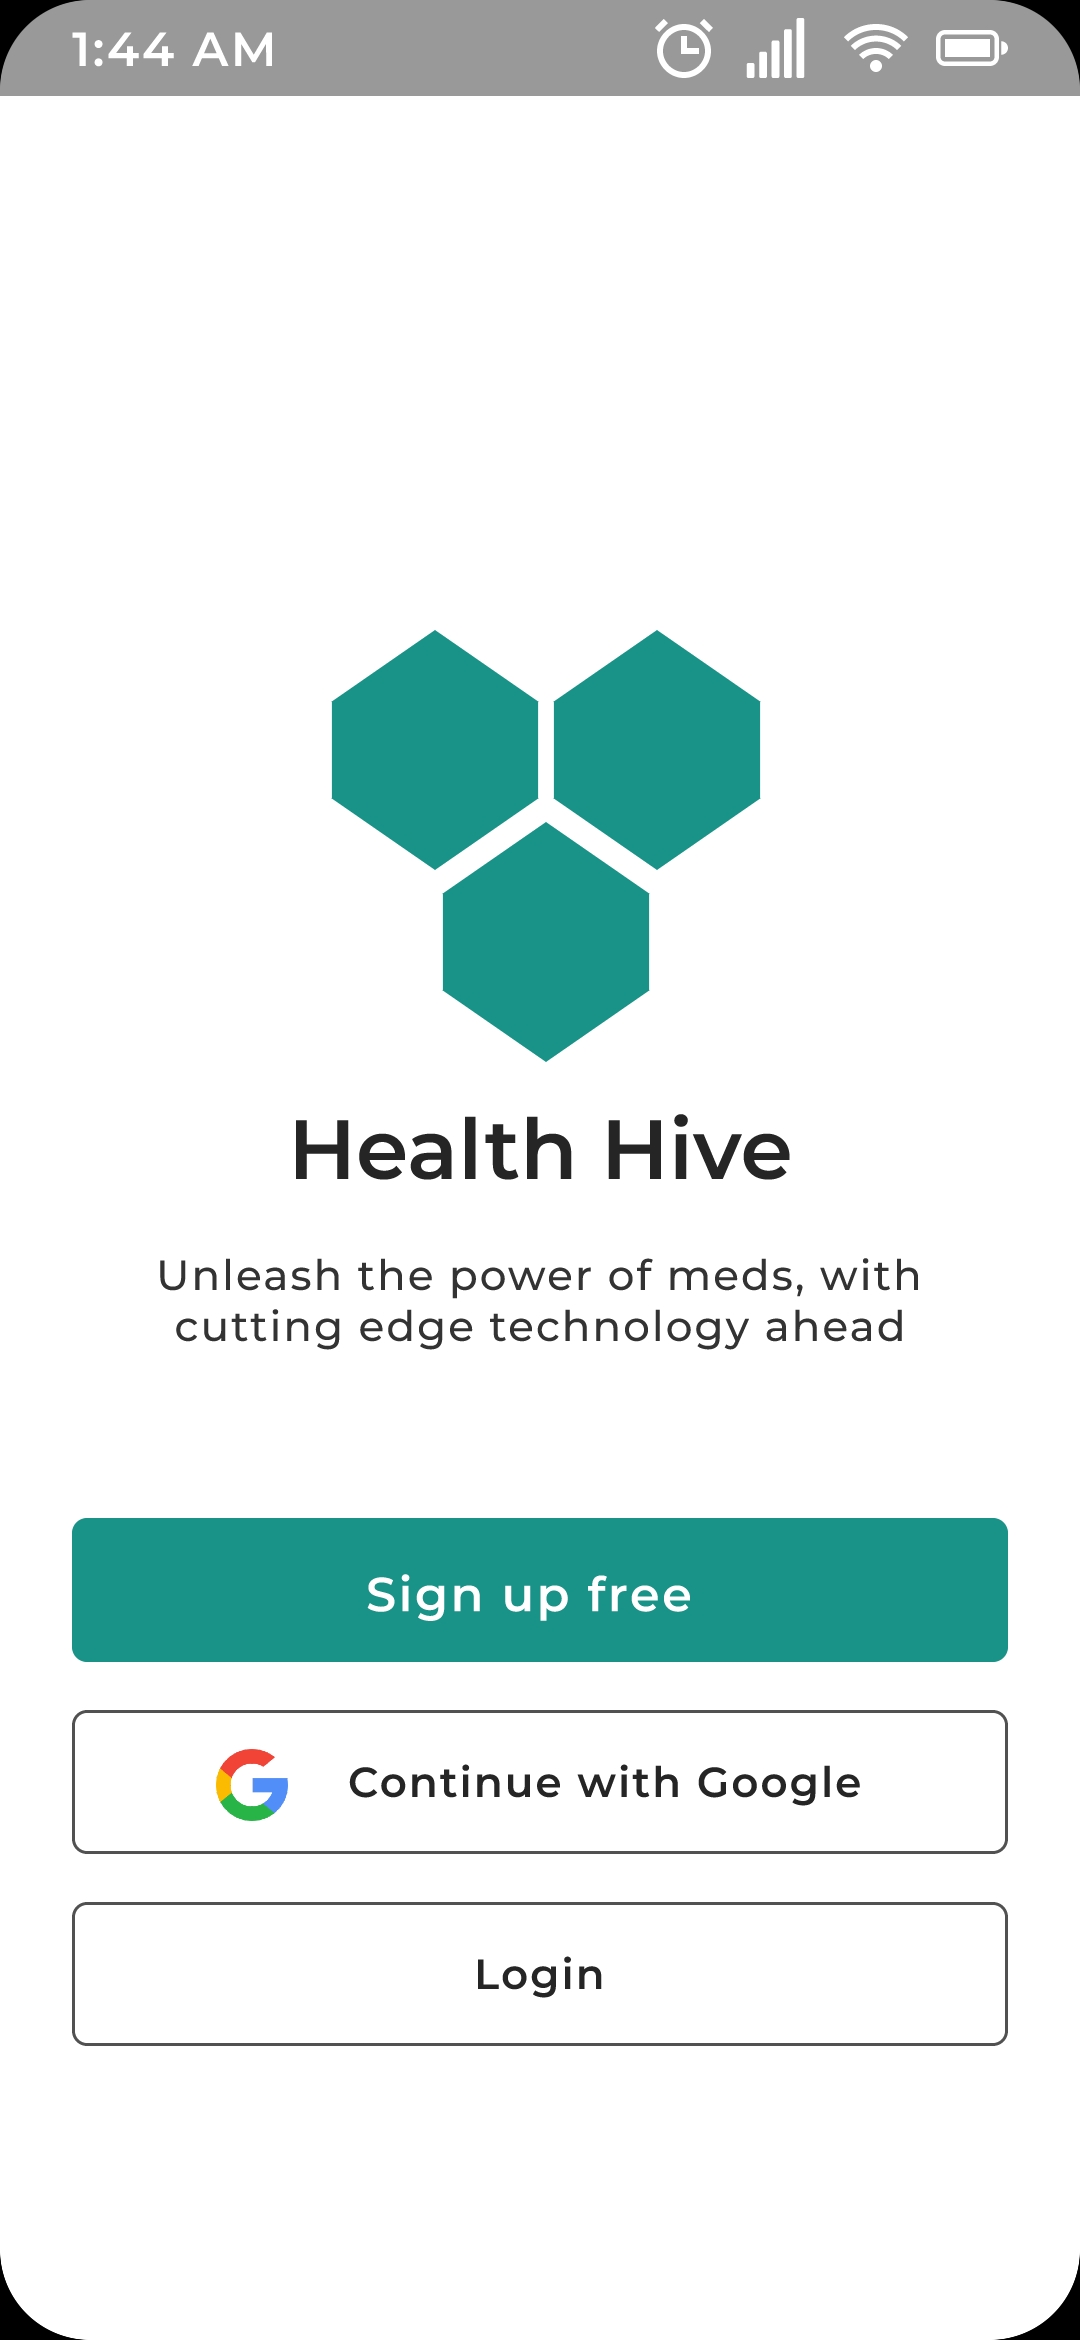 1:44 AM
Health Hive
Unleash the power of meds, with
cutting edge technology ahead
Sign up free
Continue with Google
Login